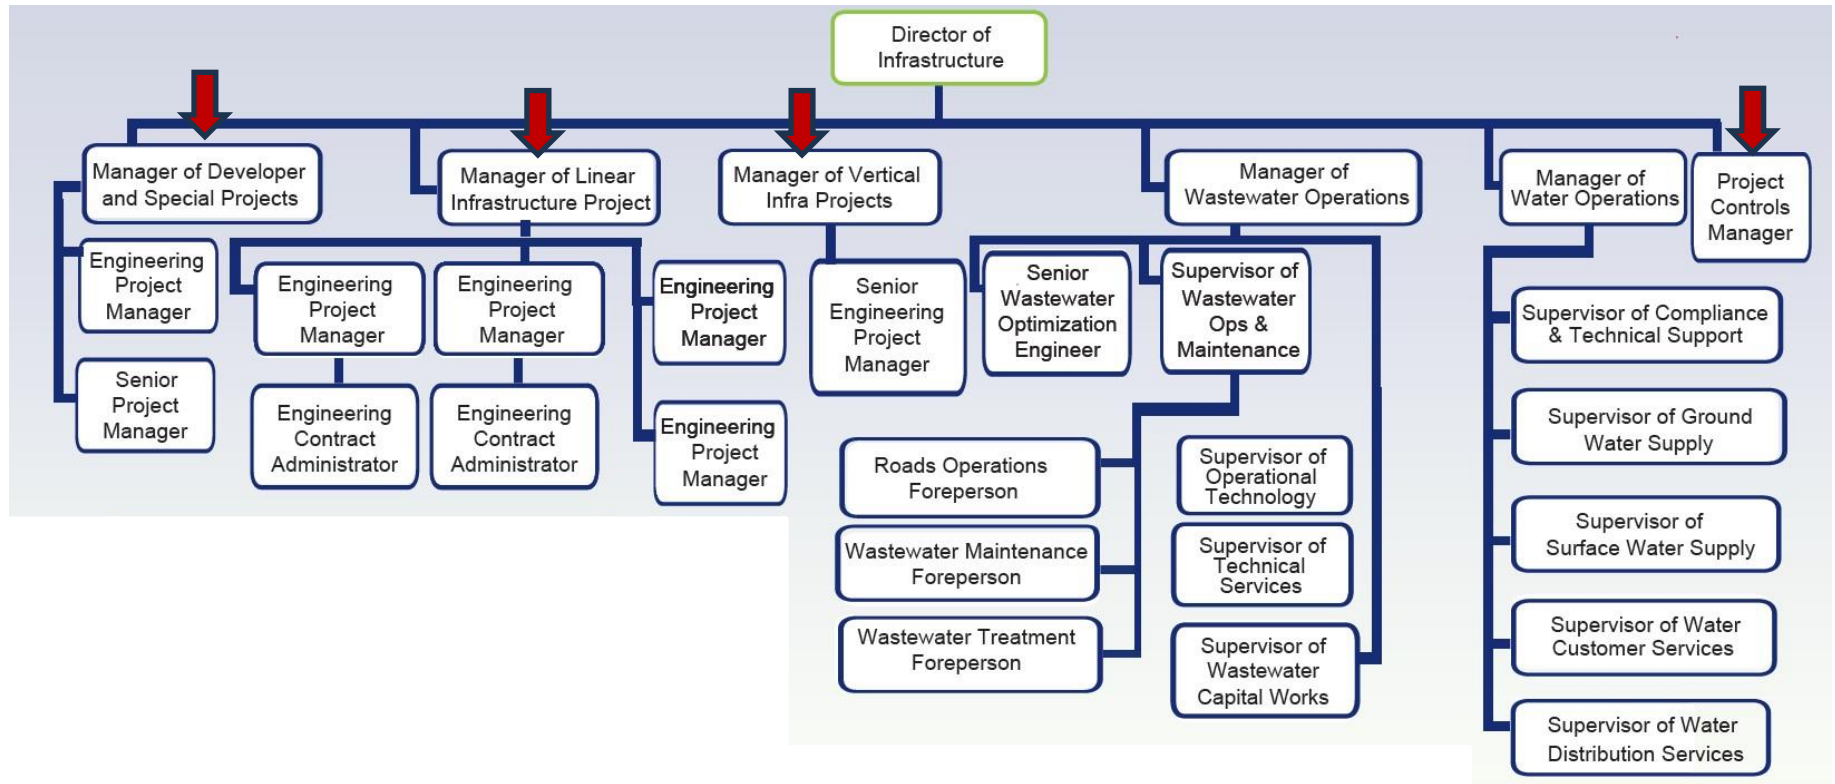 Director of
Infrastructure
Manager of Developer
and Special Projects
Manager of Linear
Infrastructure Project
Manager of Vertical
Infra Projects
Manager of
Wastewater Operations
Manager of
Water Operations
Project
Controls
Manager
Engineering
Project
Manager
Senior
Project
Manager
Engineering
Project
Manager
Engineering
Contract
Administrator
Engineering
Project
Manager
Engineering
Contract
Administrator
Engineering
Project
Manager
Engineering
Project
Manager
Senior
Engineering
Project
Manager
Senior
Wastewater
Optimization
Engineer
Supervisor of
Wastewater
Ops &
Maintenance
Roads Operations
Foreperson
Wastewater Maintenance
Foreperson
Wastewater Treatment
Foreperson
Supervisor of
Operational
Technology
Supervisor of
Technical
Services
Supervisor of
Wastewater
Capital Works
Supervisor of Compliance
& Technical Support
Supervisor of Ground
Water Supply
Supervisor of
Surface Water Supply
Supervisor of Water
Customer Services
Supervisor of Water
Distribution Services